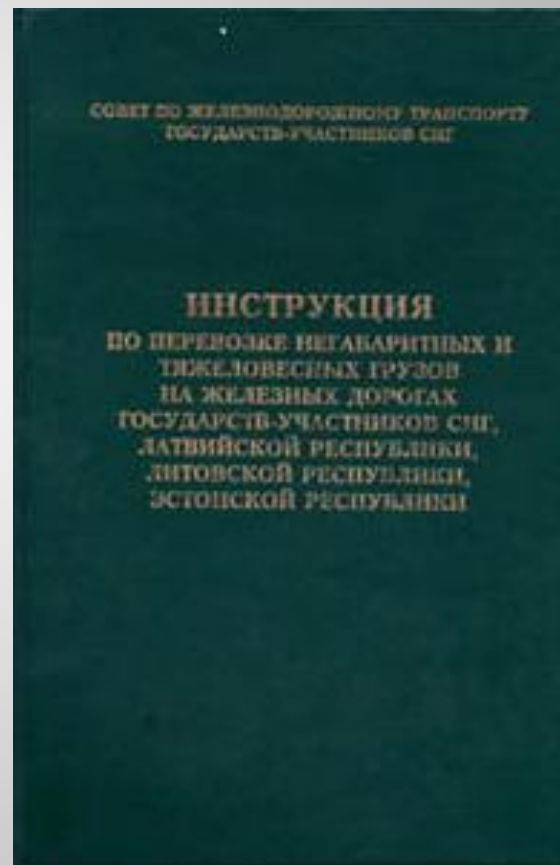 СОВЕТ ПО ЖЕЛЕЗНОДОРОЖНОМУ ТРАНСПОРТУ
ГОСУДАРСТВ-УЧАСТНИКОВ СНГ
ИНСТРУКЦИЯ
ПО ПЕРЕВОЗКЕ НЕГАБАРИТНЫХ И
ТЯЖЕЛОВЕСНЫХ ГРУЗОВ
НА ЖЕЛЕЗНЫХ ДОРОГАХ
ГОСУДАРСТВ-УЧАСТНИКОВ СНГ,
ЛАТВИЙСКОЙ РЕСПУБЛИКИ,
ЛИТОВСКОЙ РЕСПУБЛИКИ,
ЭСТОНСКОЙ РЕСПУБЛИКИ